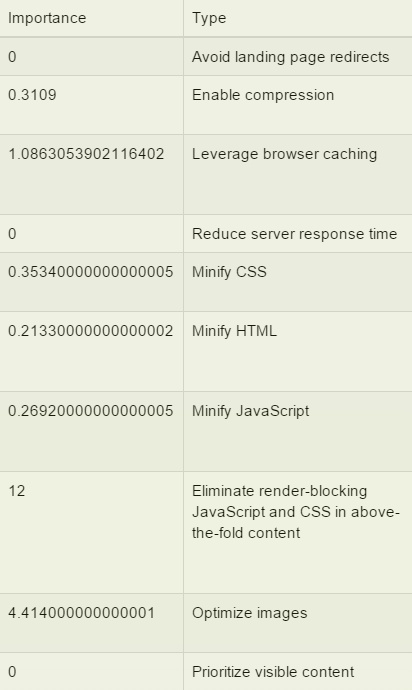 Importance Type
0 Avoid landing page redirects
0.3109 Enable compression
1.0863053902116402 Leverage browser caching
0 Reduce server response time
0.35340000000000005 Minify CSS
0.21330000000000002 Minify HTML
0.26920000000000005 Minify JavaScript
12 Eliminate render-blocking
JavaScript and CSS in above-
the-fold content
4.414000000000001 Optimize images
0 Prioritize visible content